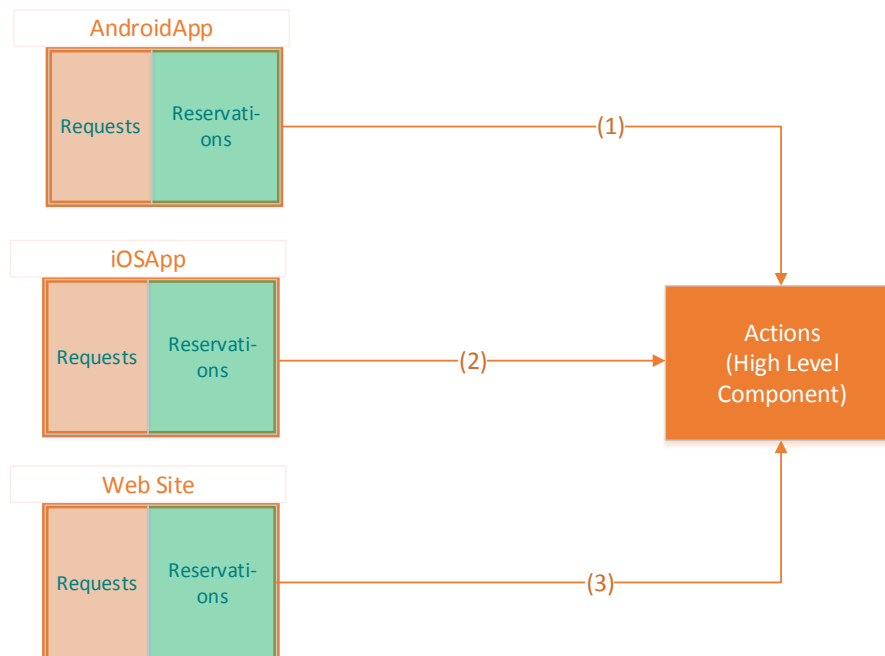 AndroidApp
Requests
Reservati-
ons
(1)
iOSApp
Requests
Reservati-
ons
(2)
Actions
(High Level
Component)
Web Site
Requests
Reservati-
ons
(3)